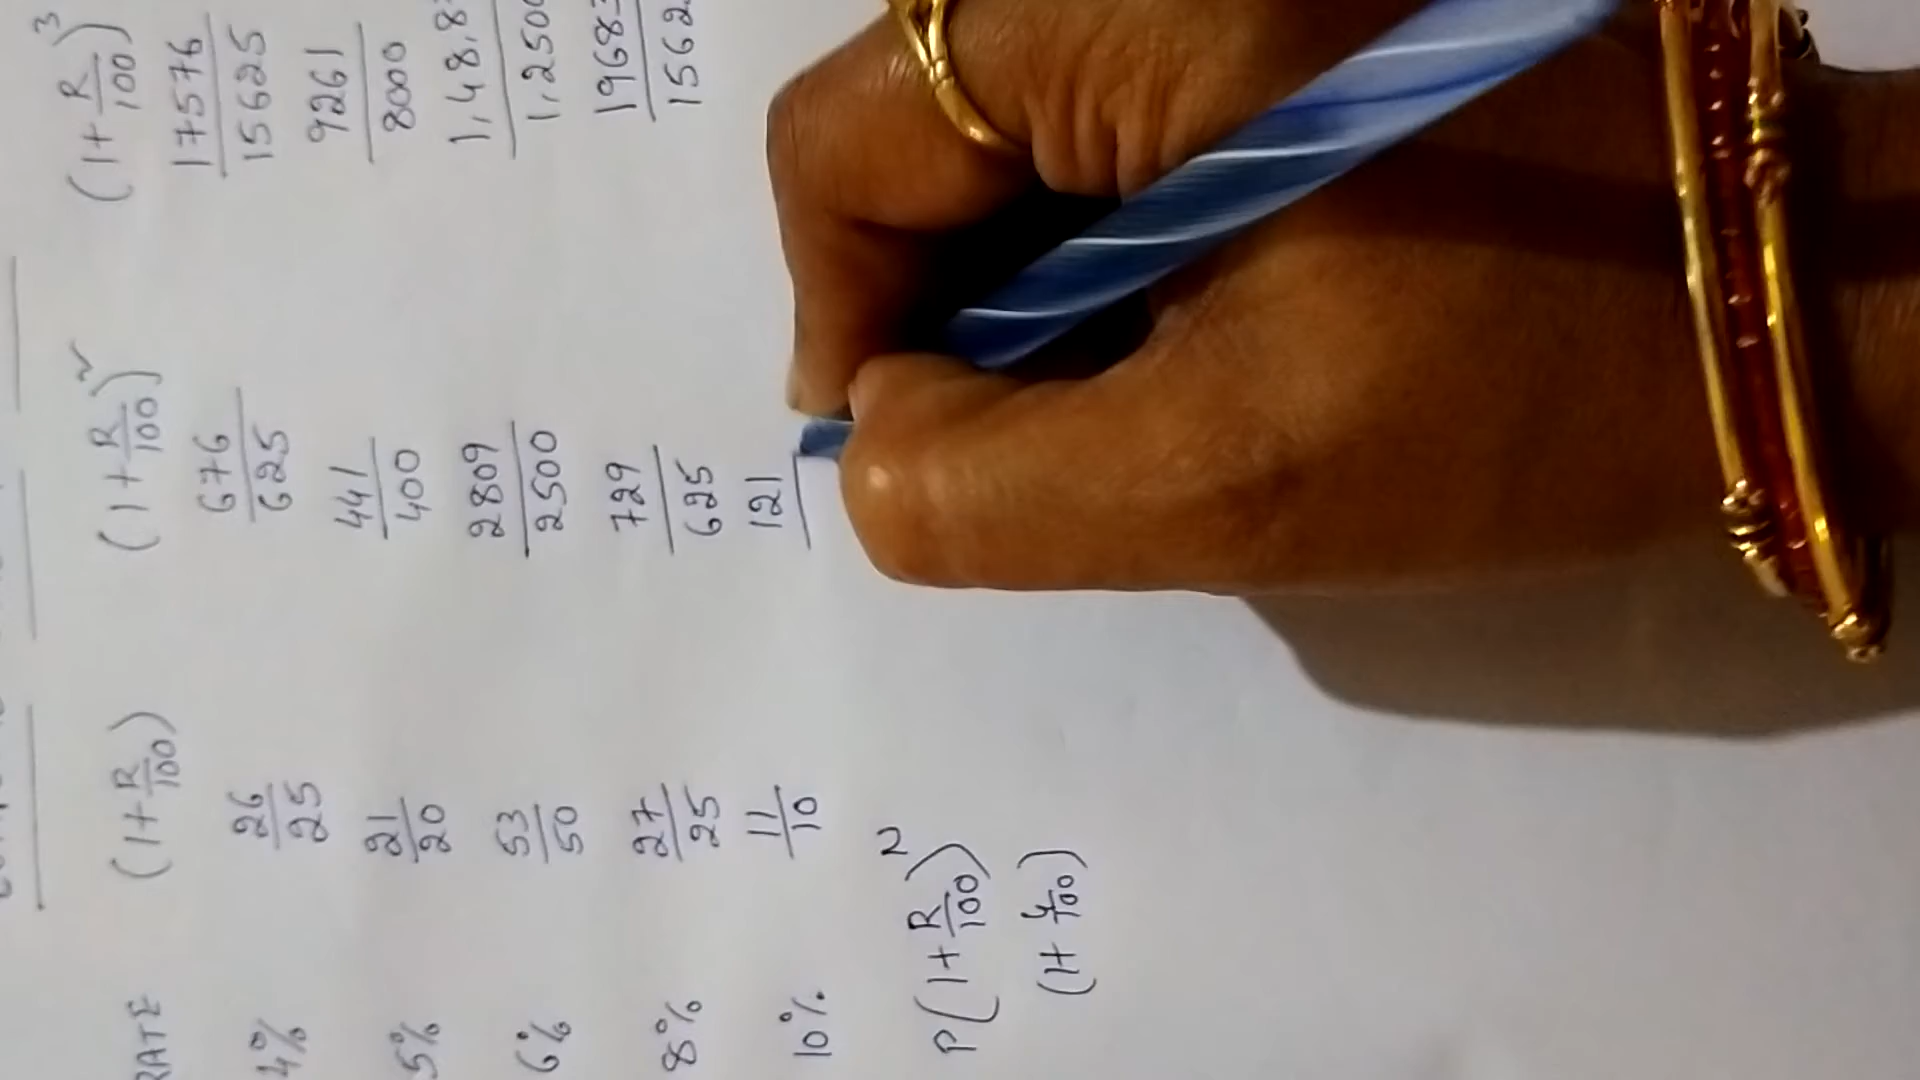 RATE (1+R/100) (1+R/100)² (1+R/100)³
4% 26/25 676/625 17576/15625
5% 21/20 441/400 9261/8000
6% 53/50 2809/2500
8% 27/25 729/625
10% 11/10 121
P(1+R/100)N
(1+4/100)